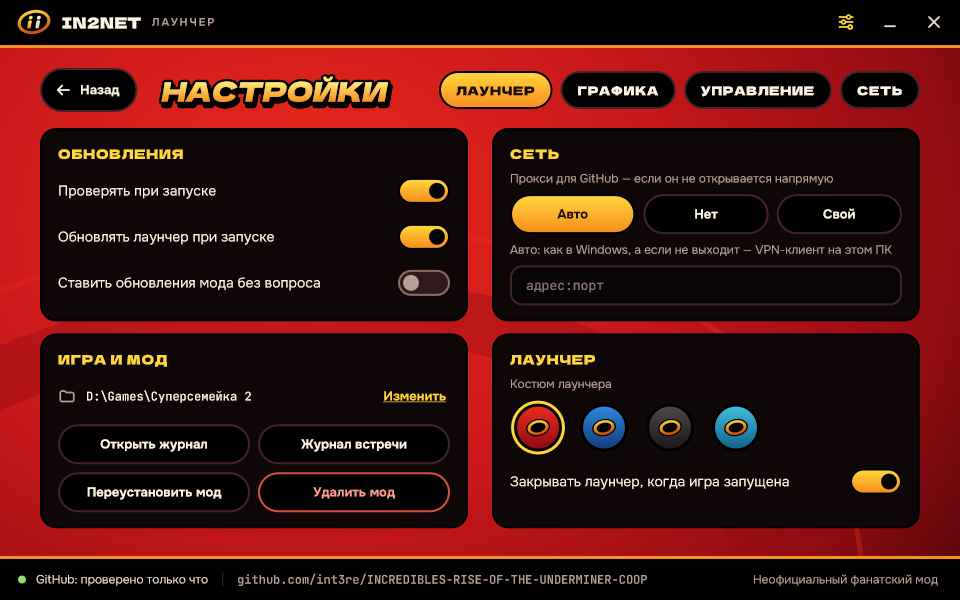 IN2NET ЛАУНЧЕР
Назад
НАСТРОЙКИ
ЛАУНЧЕР
ГРАФИКА
УПРАВЛЕНИЕ
СЕТЬ
ОБНОВЛЕНИЯ
Проверять при запуске
Обновлять лаунчер при запуске
Ставить обновления мода без вопроса
СЕТЬ
Прокси для GitHub — если он не открывается напрямую
Авто
Нет
Свой
Авто: как в Windows, а если не выходит — VPN-клиент на этом ПК
адрес:порт
ИГРА И МОД
D:\Games\Суперсемейка 2
Изменить
Открыть журнал
Журнал встречи
Переустановить мод
Удалить мод
ЛАУНЧЕР
Костюм лаунчера
Закрывать лаунчер, когда игра запущена
GitHub: проверено только что
github.com/int3re/INCREDIBLES-RISE-OF-THE-UNDERMINER-COOP
Неофициальный фанатский мод